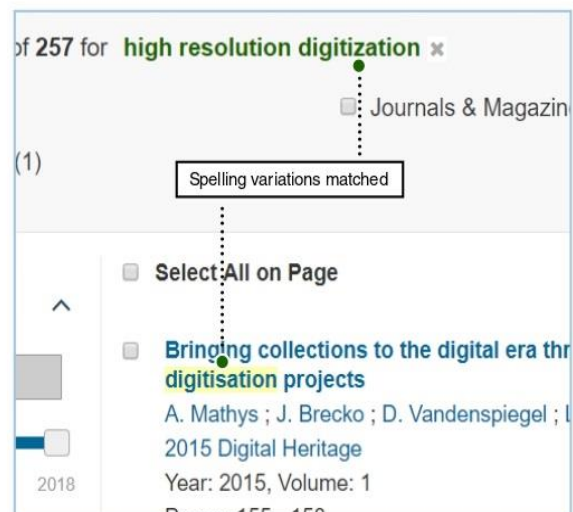 of 257 for high resolution digitization ×
Journals & Magazin
(1)
Spelling variations matched
Select All on Page
Bringing collections to the digital era thr
digitisation projects
A. Mathys ; J. Brecko ; D. Vandenspiegel ; L
2015 Digital Heritage
2018
Year: 2015, Volume: 1